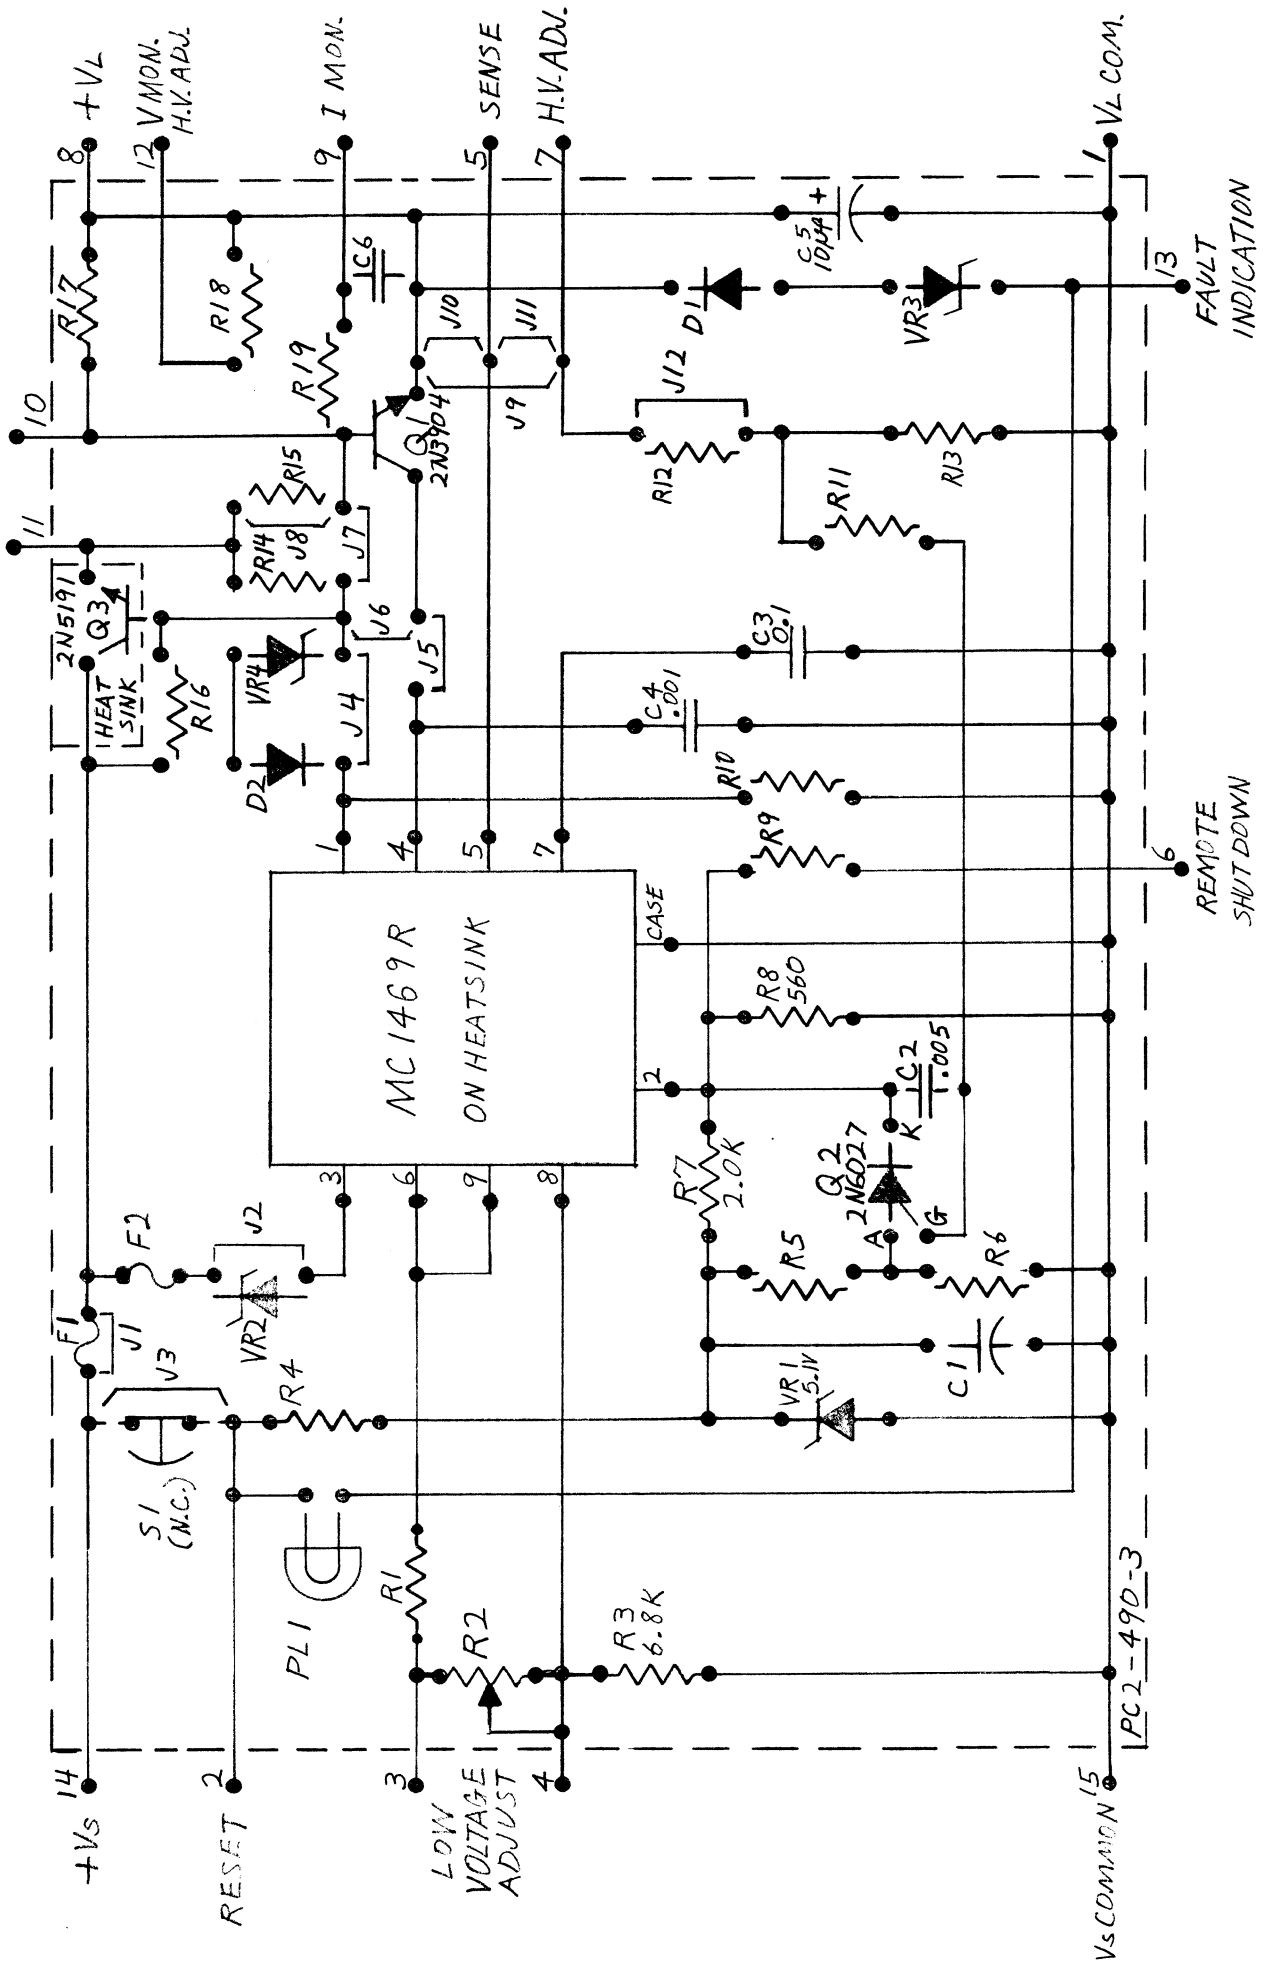 14
+Vs
2
RESET
3
LOW
VOLTAGE
ADJUST
4
VsCOMMON
15
PC2-490-3
S1
(N.C.)
J3
F1
J1
F2
J2
VR2
R4
PL1
R1
R2
R3
6.8K
VR1
5.1V
C1
R5
R6
R7
2.0K
Q2
2N6027
A
K
G
C2
.005
R8
560
R9
R10
MC1469R
ON HEATSINK
3
6
9
8
2
CASE
1
4
5
7
HEAT
SINK
2N5191
Q3
R16
D2
VR4
J4
J5
J6
R14
J8
R15
J7
C4
.001
C3
0.1
11
10
R17
R18
R19
C6
Q1
2N3904
J10
J11
J9
R12
J12
R11
R13
D1
VR3
C5
10µf
+
8
+VL
12
V MON.
H.V. ADJ.
9
I MON.
5
SENSE
7
H.V. ADJ.
1
VL COM.
13
FAULT
INDICATION
6
REMOTE
SHUTDOWN